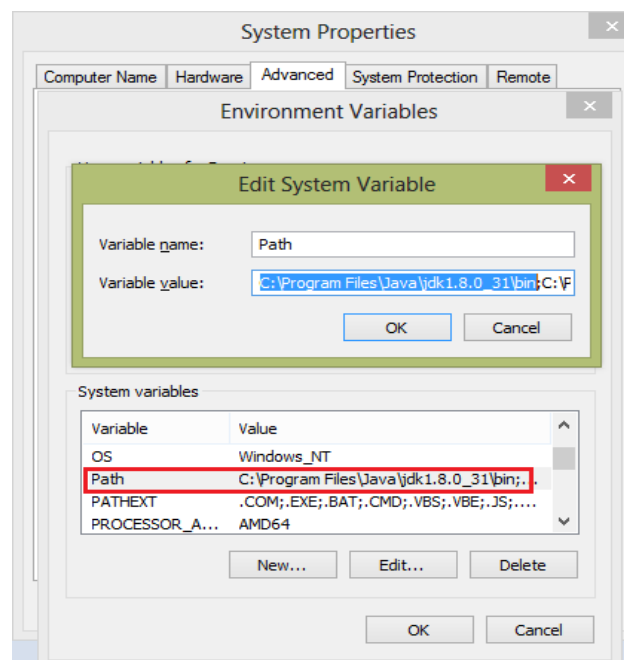 System Properties
Computer Name Hardware Advanced System Protection Remote
Environment Variables
Edit System Variable
Variable name: Path
Variable value: C:\Program Files\Java\jdk1.8.0_31\bin;C:\P
OK Cancel
System variables
Variable Value
OS Windows_NT
Path C:\Program Files\Java\jdk1.8.0_31\bin;...
PATHEXT .COM;.EXE;.BAT;.CMD;.VBS;.VBE;.JS;....
PROCESSOR_A... AMD64
New... Edit... Delete
OK Cancel